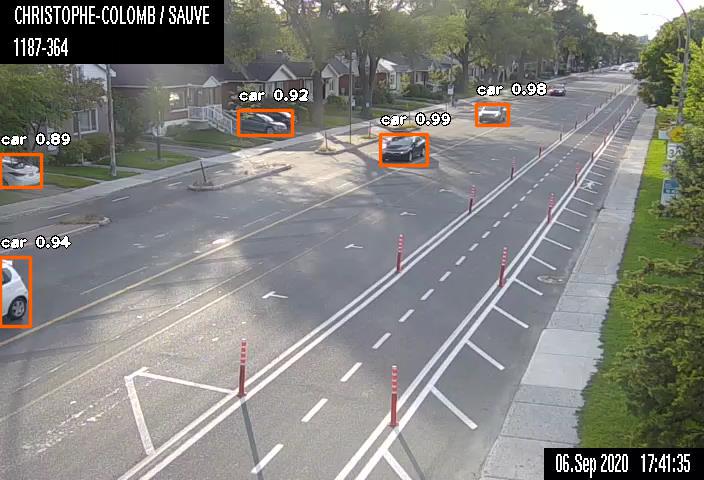 CHRISTOPHE-COLOMB / SAUVE
1187-364
car 0.98
car 0.92
car 0.99
car 0.89
car 0.94
06.Sep 2020 17:41:35